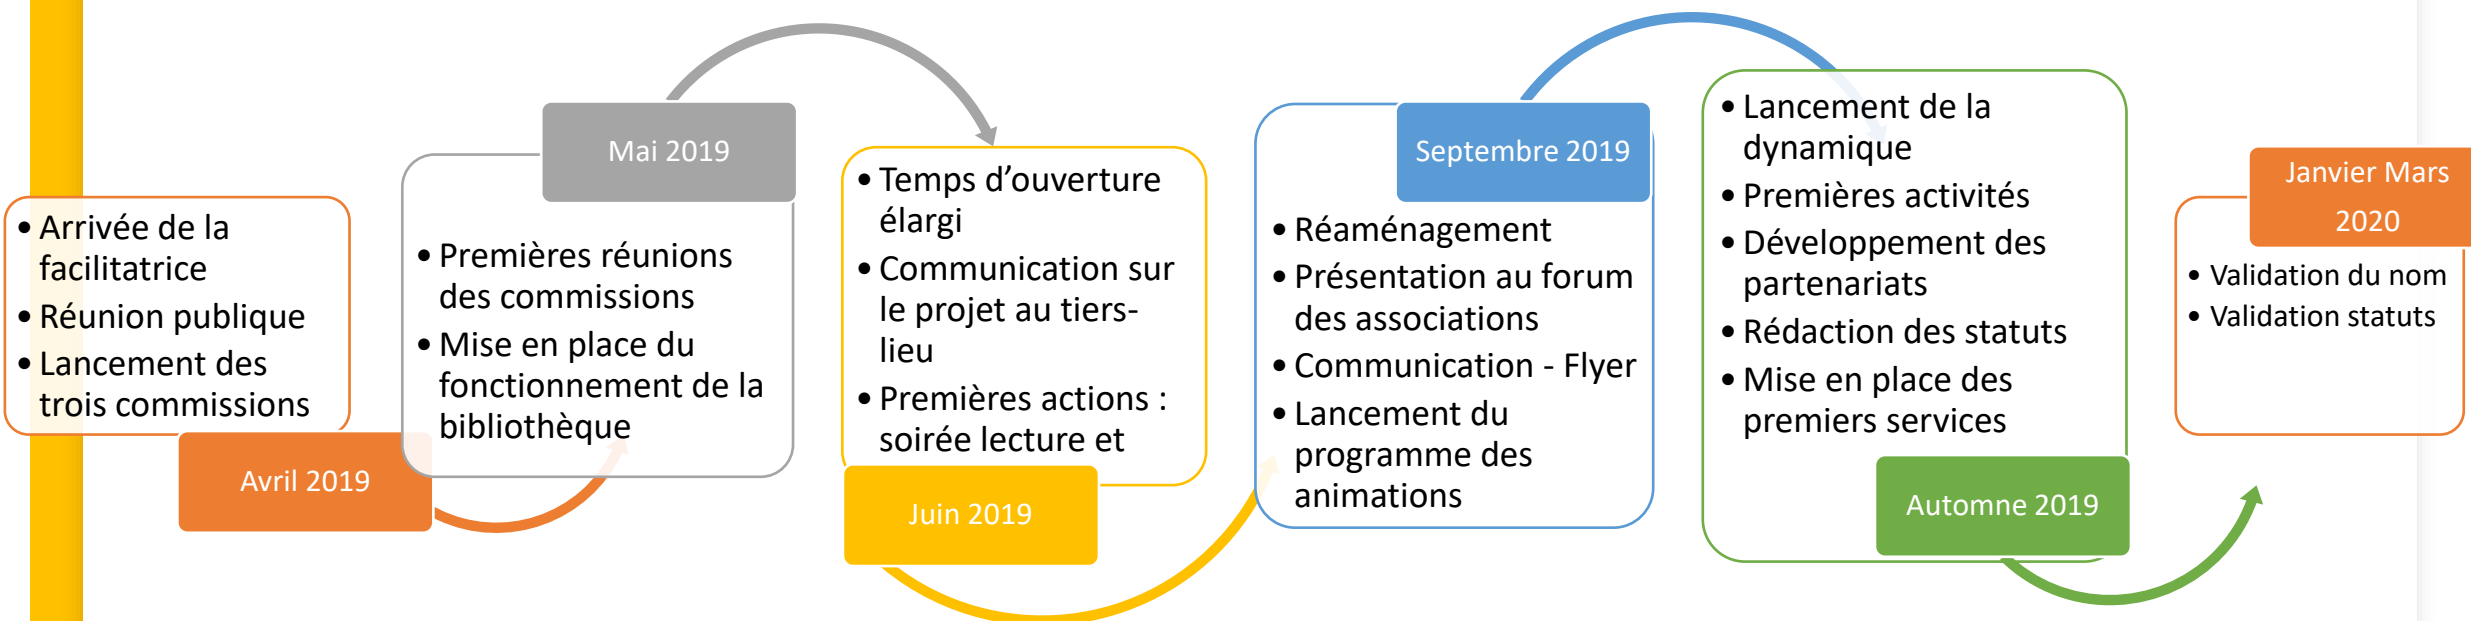 • Arrivée de la
facilitatrice
• Réunion publique
• Lancement des
trois commissions
Avril 2019
Mai 2019
• Premières réunions
des commissions
• Mise en place du
fonctionnement de la
bibliothèque
• Temps d’ouverture
élargi
• Communication sur
le projet au tiers-
lieu
• Premières actions :
soirée lecture et
Juin 2019
Septembre 2019
• Réaménagement
• Présentation au forum
des associations
• Communication - Flyer
• Lancement du
programme des
animations
• Lancement de la
dynamique
• Premières activités
• Développement des
partenariats
• Rédaction des statuts
• Mise en place des
premiers services
Automne 2019
Janvier Mars
2020
• Validation du nom
• Validation statuts